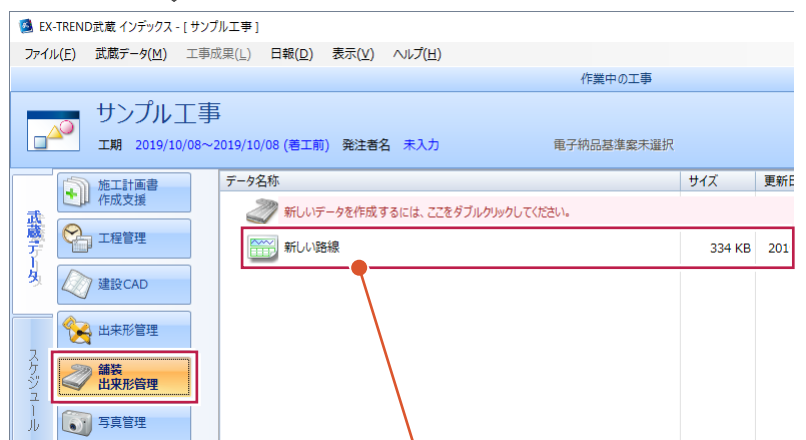 EX-TREND武蔵 インデックス - [ サンプル工事 ]
ファイル(F) 武蔵データ(M) 工事成果(L) 日報(D) 表示(V) ヘルプ(H)
作業中の工事
サンプル工事
工期 2019/10/08～2019/10/08 (着工前) 発注者名 未入力 電子納品基準案未選択
武蔵データ
スケジュール
施工計画書
作成支援
工程管理
建設CAD
出来形管理
舗装
出来形管理
写真管理
データ名称 サイズ 更新日
新しいデータを作成するには、ここをダブルクリックしてください。
新しい路線 334 KB 201